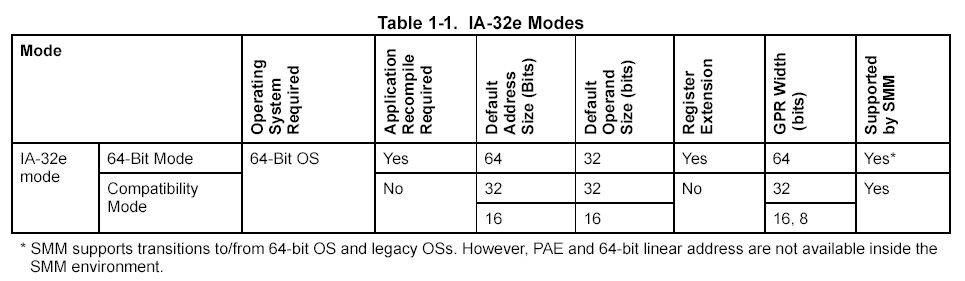 Table 1-1. IA-32e Modes
Mode
Operating System Required
Application Recompile Required
Default Address Size (Bits)
Default Operand Size (bits)
Register Extension
GPR Width (bits)
Supported by SMM
IA-32e mode 64-Bit Mode 64-Bit OS Yes 64 32 Yes 64 Yes*
Compatibility Mode No 32 32 No 32 Yes
16 16 16, 8
* SMM supports transitions to/from 64-bit OS and legacy OSs. However, PAE and 64-bit linear address are not available inside the
SMM environment.